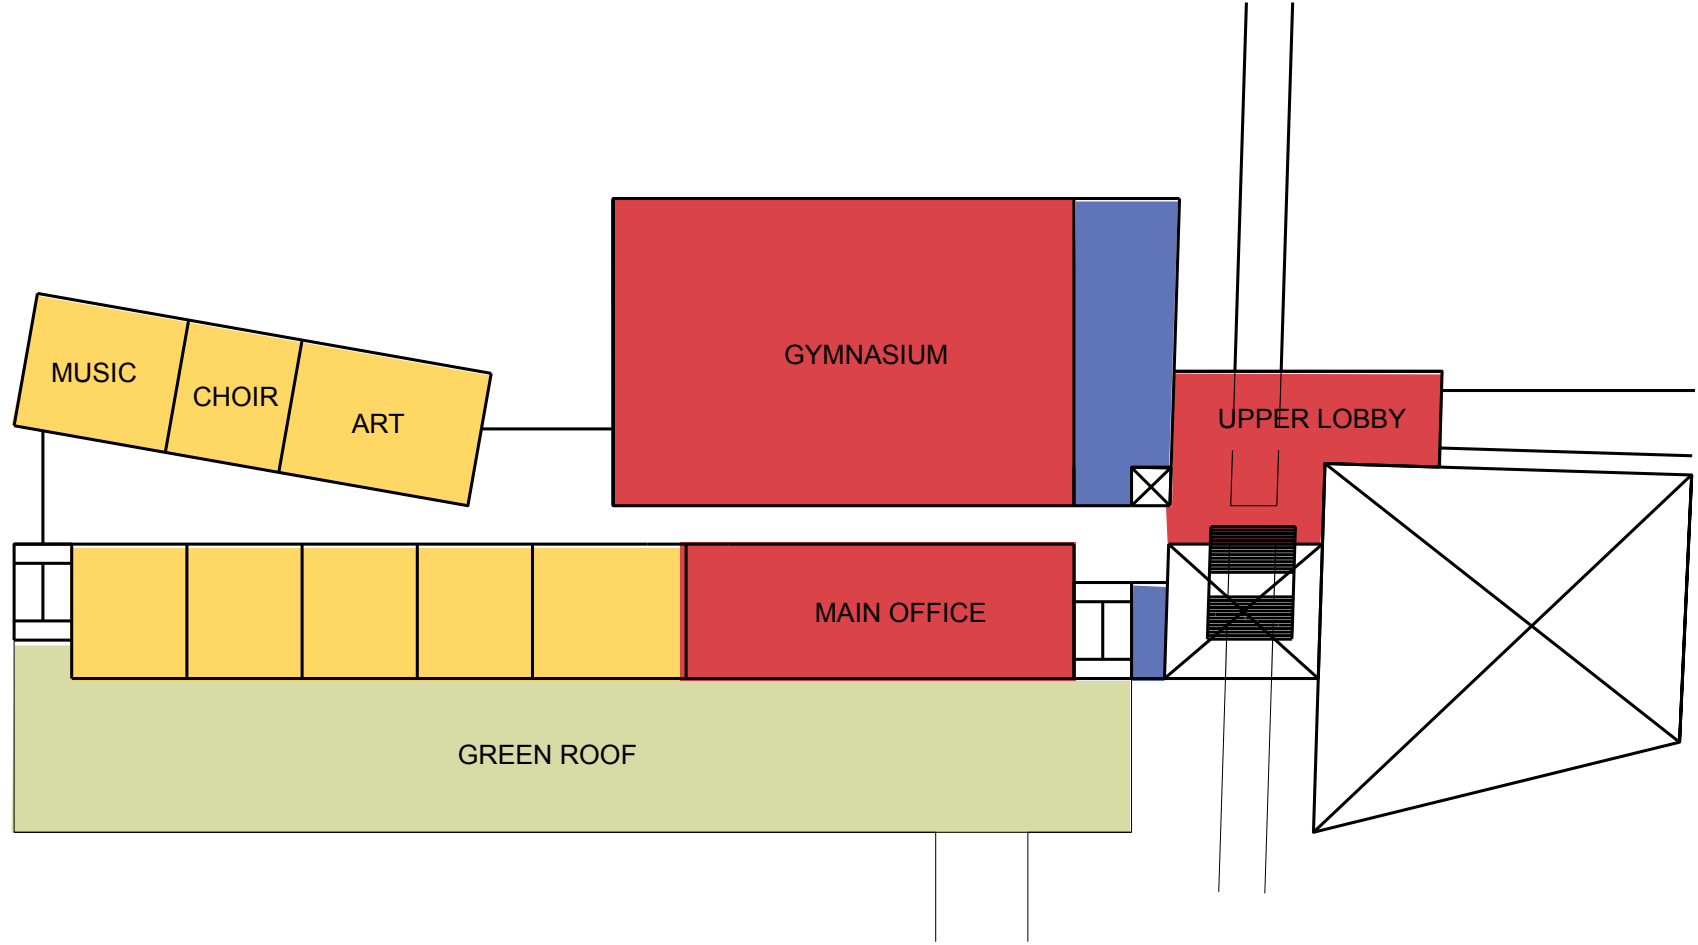 GYMNASIUM
MUSIC
CHOIR
ART
UPPER LOBBY
MAIN OFFICE
GREEN ROOF